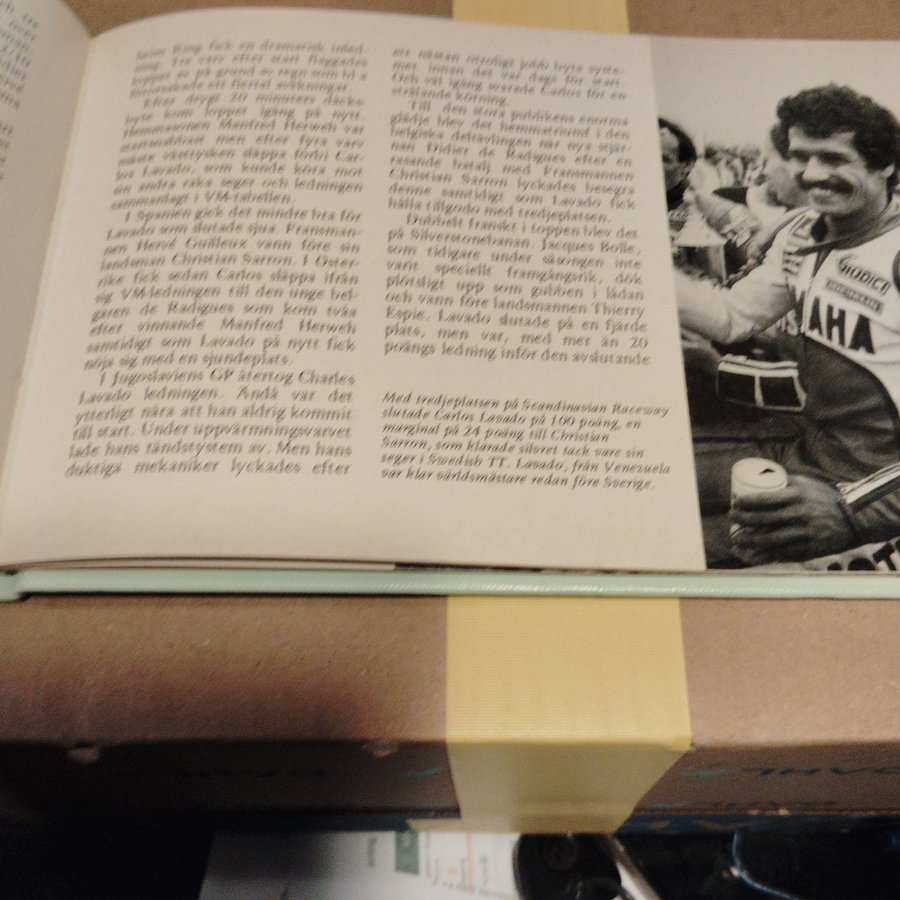 heim Ring fick en dramatisk inled-
ning. Tre varv efter start flaggades
loppet av på grund av regn som bl a
förorsakade ett flertal avåkningar.
Efter drygt 20 minuters däcks-
byte kom loppet igång på nytt.
Hemmasonen Manfred Herweh var
startsnabbast men efter fyra varv
måste västtysken släppa förbi Car-
los Lavado, som kunde köra mot
sin andra raka seger och ledningen
sammanlagt i VM-tabellen.
I Spanien gick det mindre bra för
Lavado som slutade sjua. Fransman-
nen Hervé Guilleux vann före sin
landsman Christian Sarron. I Öster-
rike fick sedan Carlos släppa ifrån
sig VM-ledningen till den unge bel-
garen de Radigues som kom tvåa
efter vinnande Manfred Herweh
samtidigt som Lavado på nytt fick
nöja sig med en sjundeplats.
I Jugoslaviens GP återtog Charles
Lavado ledningen. Ändå var det
ytterligt nära att han aldrig kommit
till start. Under uppvärmningsvarvet
lade hans tändstystem av. Men hans
duktiga mekaniker lyckades efter
ett nästan otroligt jobb byta syste-
met innan det var dags för start.
Och väl igång svarade Carlos för en
strålande körning.
Till den stora publikens enorma
glädje blev det hemmatriumf i den
belgiska deltävlingen när nya stjär-
nan Didier de Radigues efter en
rasande batalj med Fransmannen
Christian Sarron lyckades besegra
denne samtidigt som Lavado fick
hålla tillgodo med tredjeplatsen.
Dubbelt franskt i toppen blev det
på Silverstonebanan. Jacques Bolle,
som tidigare under säsongen inte
varit speciellt framgångsrik, dök
plötsligt upp som gubben i lådan
och vann före landsmannen Thierry
Espie. Lavado slutade på en fjärde
plats, men var, med mer än 20
poängs ledning inför den avslutande
Med tredjeplatsen på Scandinavian Raceway
slutade Carlos Lavado på 100 poäng, en
marginal på 24 poäng till Christian
Sarron, som klarade silvret tack vare sin
seger i Swedish TT. Lavado, från Venezuela
var klar världsmästare redan före Sverige.
GIUDICI
YAMAHA